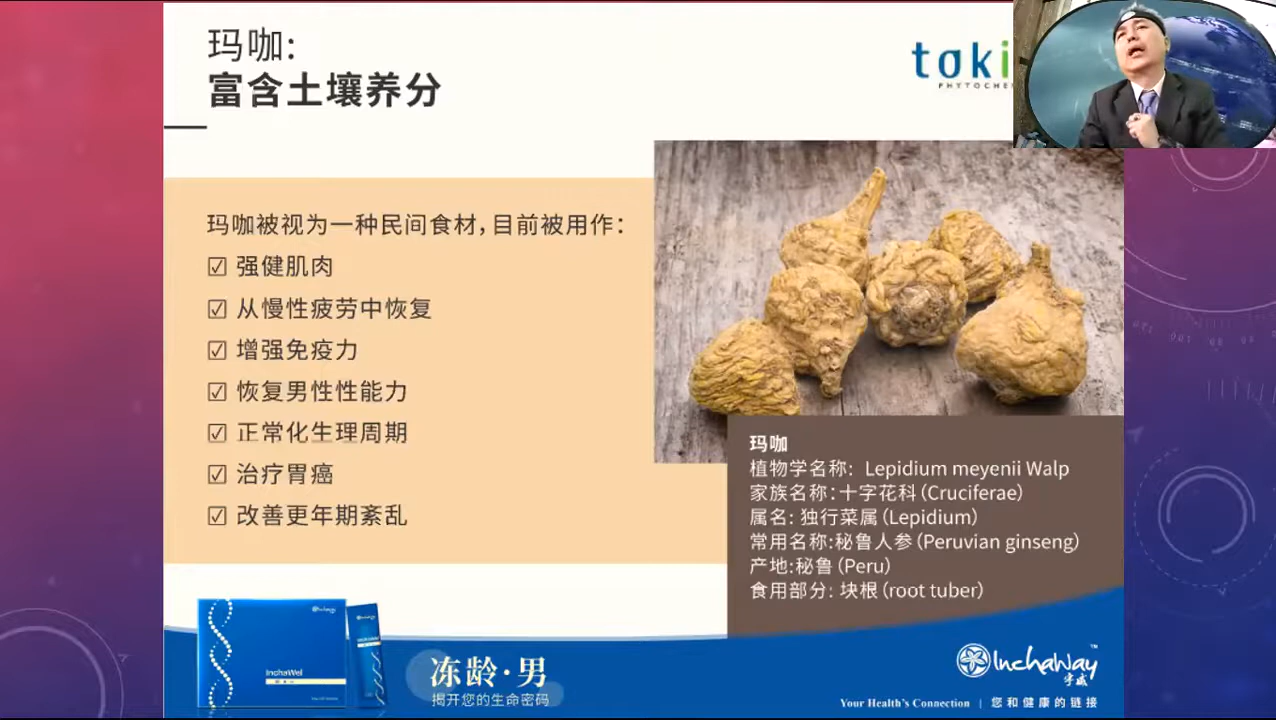 玛咖:
富含土壤养分
toki
PHYTOCHE
玛咖被视为一种民间食材,目前被用作:
☑ 强健肌肉
☑ 从慢性疲劳中恢复
☑ 增强免疫力
☑ 恢复男性性能力
☑ 正常化生理周期
☑ 治疗胃癌
☑ 改善更年期紊乱
玛咖
植物学名称: Lepidium meyenii Walp
家族名称:十字花科(Cruciferae)
属名: 独行菜属(Lepidium)
常用名称:秘鲁人参(Peruvian ginseng)
产地:秘鲁(Peru)
食用部分: 块根(root tuber)
InchaWay
InchaWel
冻龄·男
揭开您的生命密码
InchaWay™
宇威
Your Health's Connection | 您和健康的链接